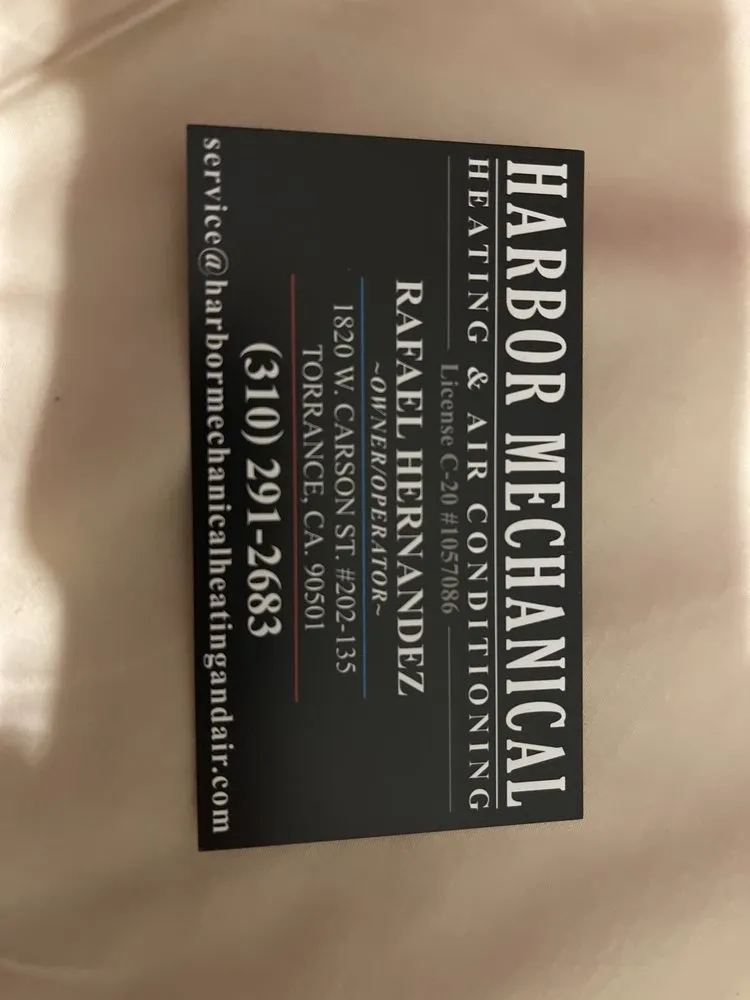 HARBOR MECHANICAL
HEATING & AIR CONDITIONING
License C-20 #1057086
RAFAEL HERNANDEZ
~OWNER/OPERATOR~
1820 W. CARSON ST. #202-135
TORRANCE, CA. 90501
(310) 291-2683
service@harbormechanicalheatingandair.com